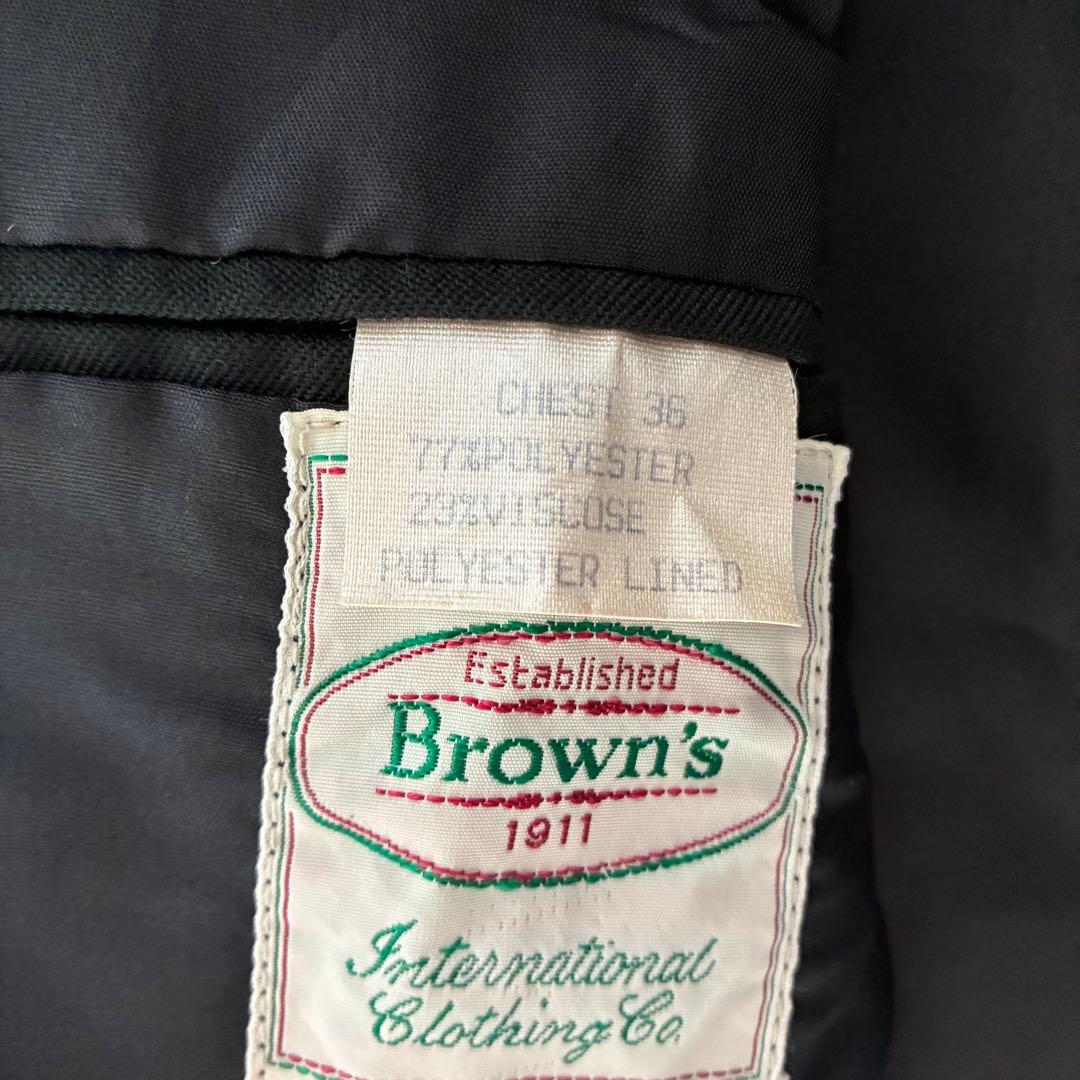 CHEST 36
77%POLYESTER
23%VISCOSE
POLYESTER LINED
Established
Brown's
1911
International
Clothing Co.